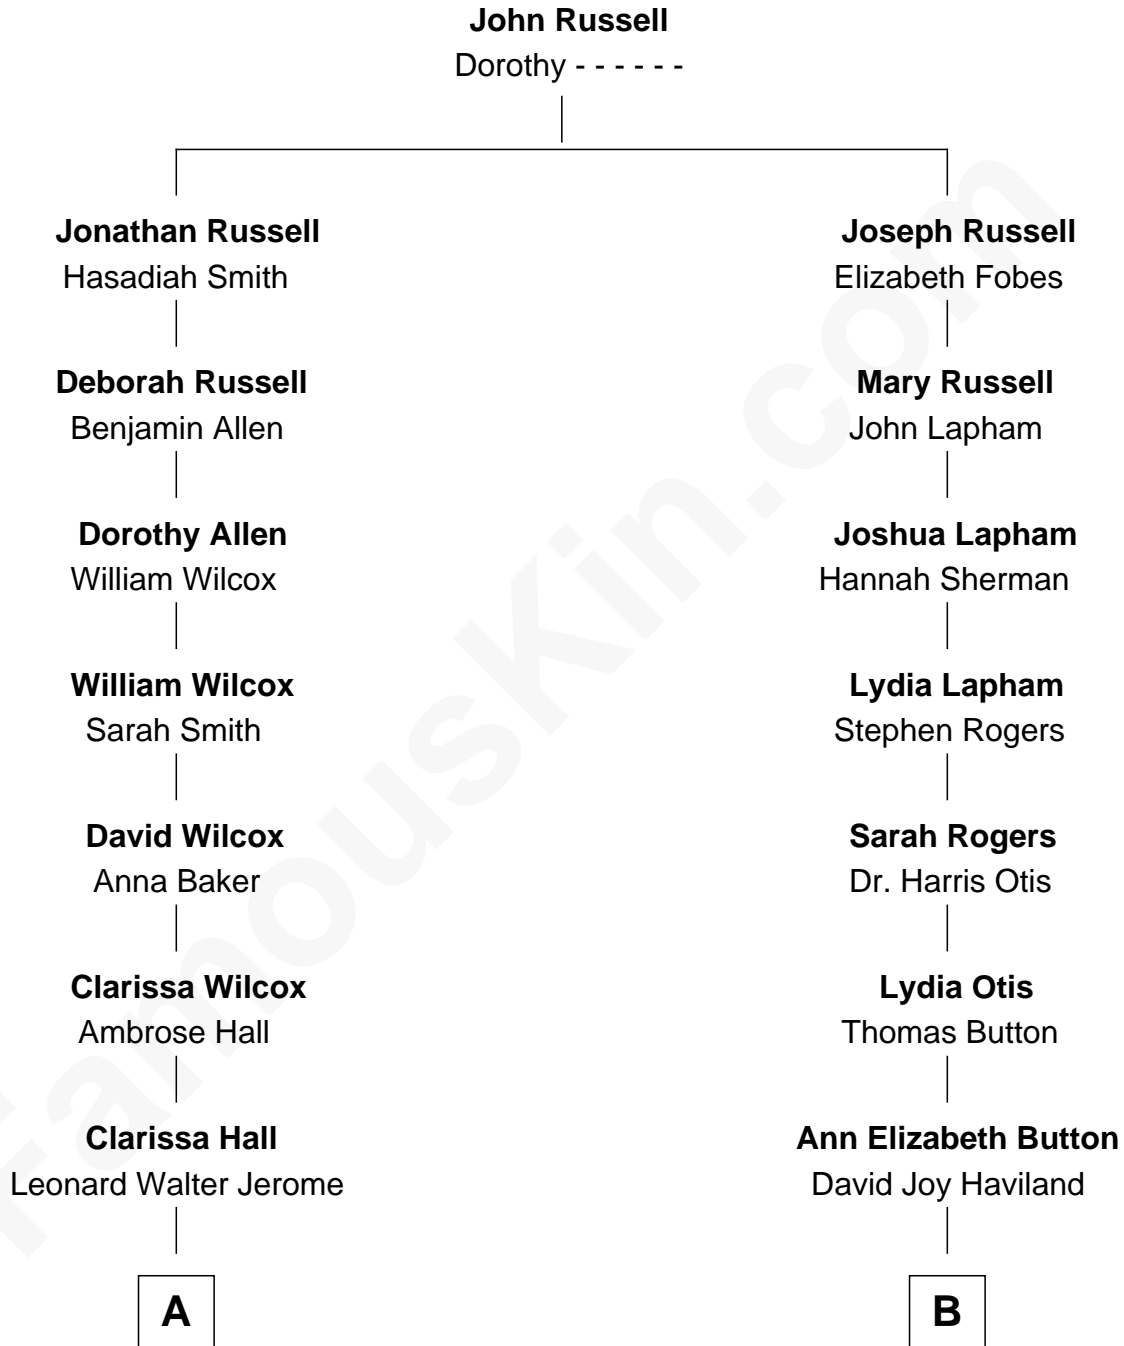 John Russell
Dorothy - - - - - -
Jonathan Russell
Hasadiah Smith
Joseph Russell
Elizabeth Fobes
Deborah Russell
Benjamin Allen
Mary Russell
John Lapham
Dorothy Allen
William Wilcox
Joshua Lapham
Hannah Sherman
William Wilcox
Sarah Smith
Lydia Lapham
Stephen Rogers
David Wilcox
Anna Baker
Sarah Rogers
Dr. Harris Otis
Clarissa Wilcox
Ambrose Hall
Lydia Otis
Thomas Button
Clarissa Hall
Leonard Walter Jerome
Ann Elizabeth Button
David Joy Haviland
A
B
FamousKin.com